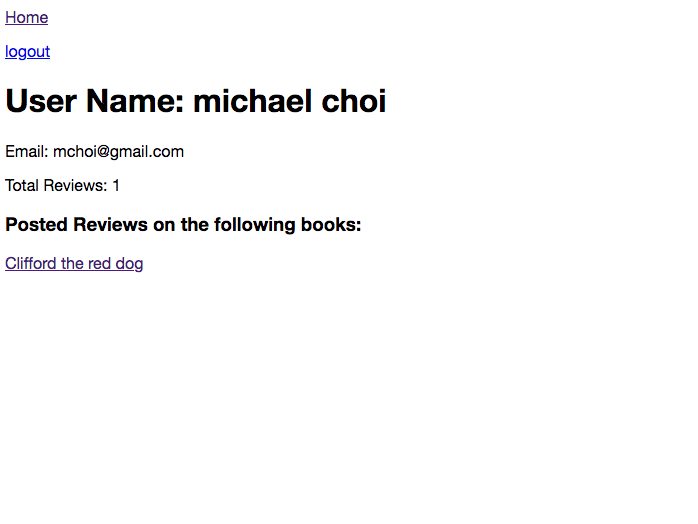 Home
logout
User Name: michael choi
Email: mchoi@gmail.com
Total Reviews: 1
Posted Reviews on the following books:
Clifford the red dog